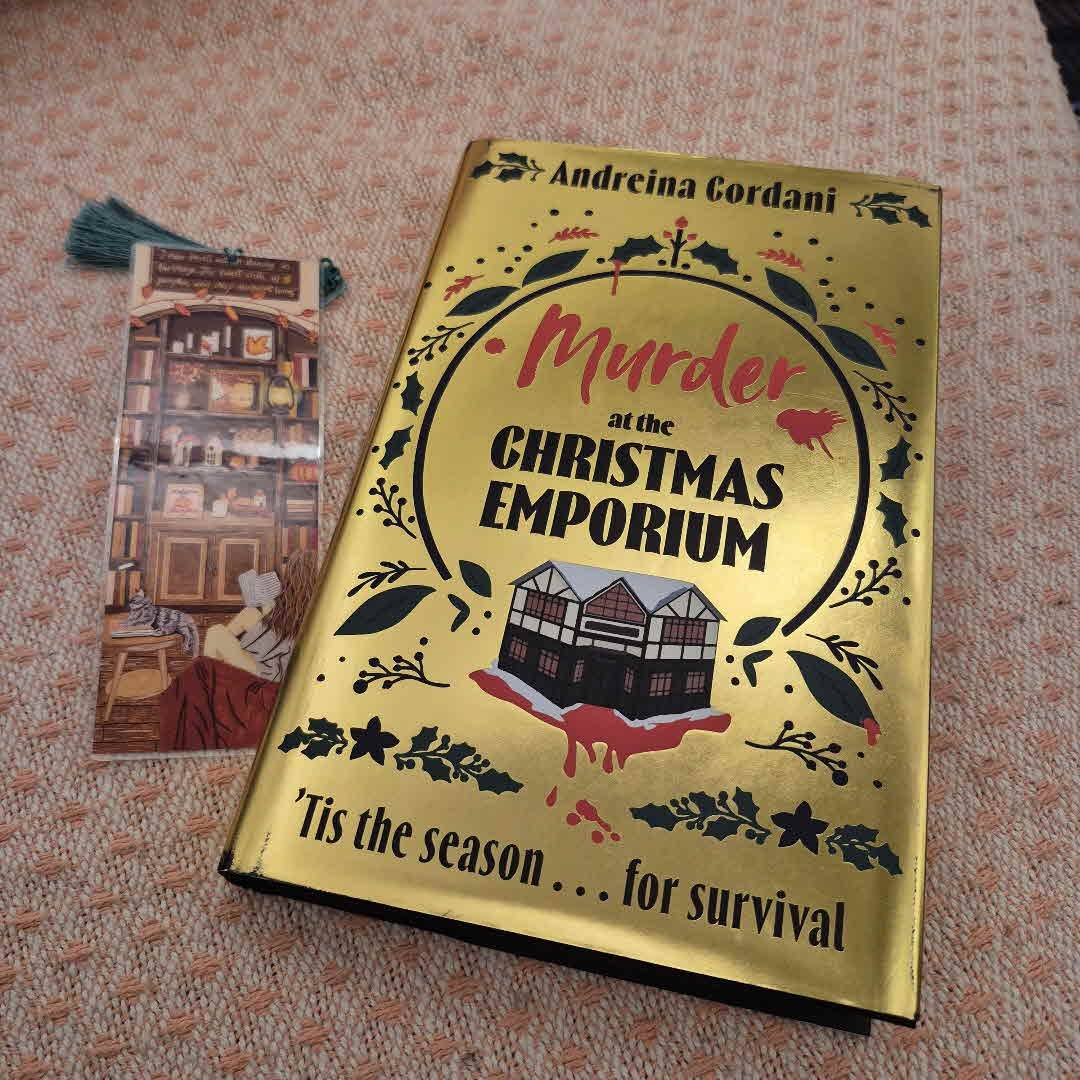 Andreina Cordani
Murder
at the
CHRISTMAS
EMPORIUM
'Tis the season . . . for survival